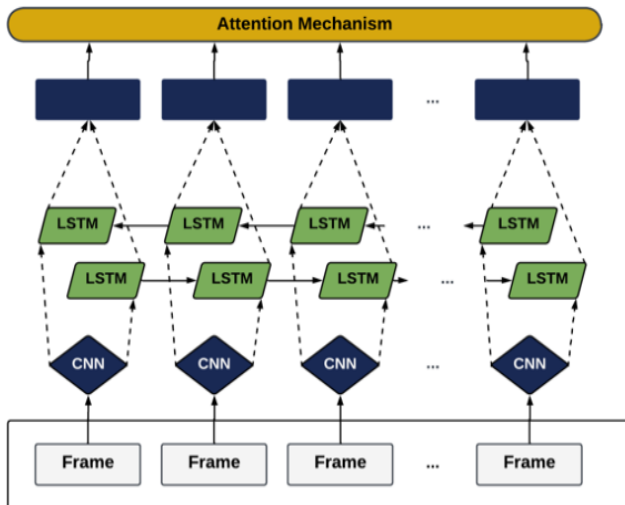 Attention Mechanism
...
LSTM LSTM LSTM ... LSTM
LSTM LSTM LSTM ... LSTM
CNN CNN CNN ... CNN
Frame Frame Frame ... Frame